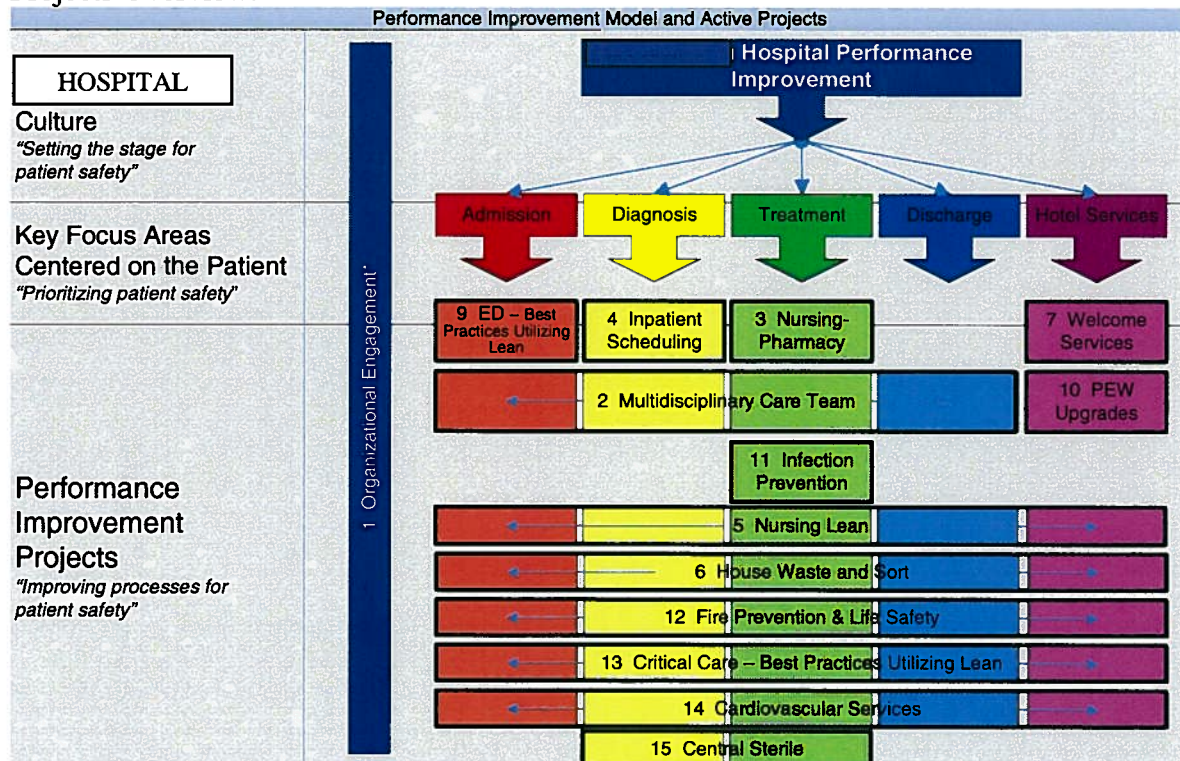 Performance Improvement Model and Active Projects
HOSPITAL
Culture
"Setting the stage for
patient safety"
Key Focus Areas
Centered on the Patient
"Prioritizing patient safety"
Performance
Improvement
Projects
"Improving processes for
patient safety"
1 Organizational Engagement*
Hospital Performance
Improvement
Admission
Diagnosis
Treatment
Discharge
Hotel Services
9 ED – Best
Practices Utilizing
Lean
4 Inpatient
Scheduling
3 Nursing-
Pharmacy
7 Welcome
Services
2 Multidisciplinary Care Team
10 PEW
Upgrades
11 Infection
Prevention
5 Nursing Lean
6 House Waste and Sort
12 Fire Prevention & Life Safety
13 Critical Care – Best Practices Utilizing Lean
14 Cardiovascular Services
15 Central Sterile